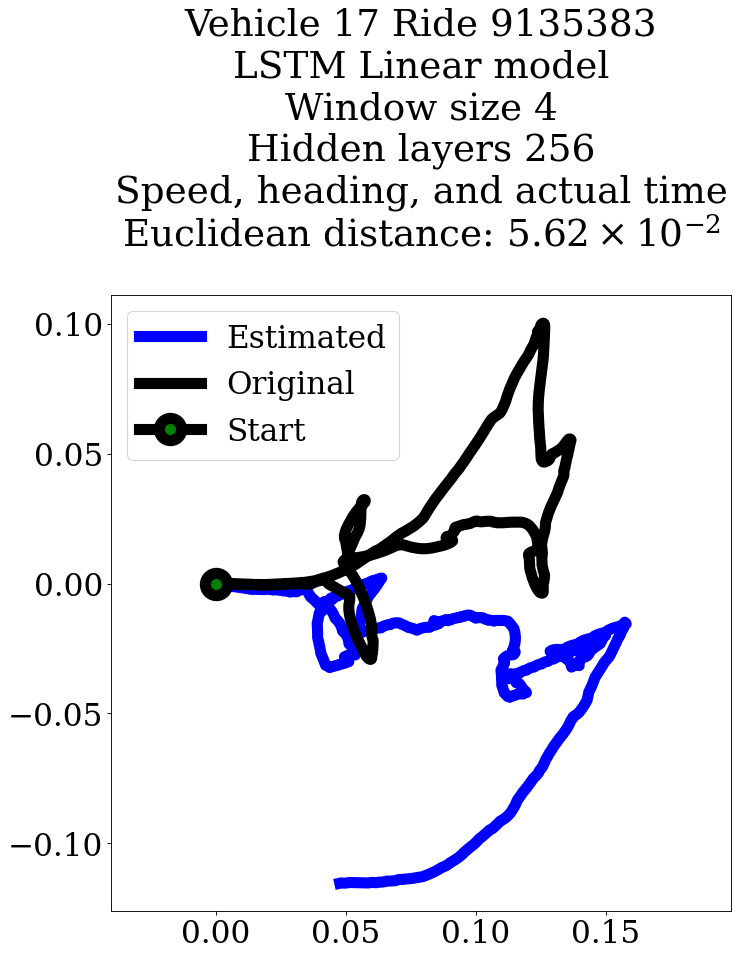 Vehicle 17 Ride 9135383
LSTM Linear model
Window size 4
Hidden layers 256
Speed, heading, and actual time
Euclidean distance: 5.62 × 10⁻²
Estimated
Original
Start
0.10
0.05
0.00
−0.05
−0.10
0.00 0.05 0.10 0.15